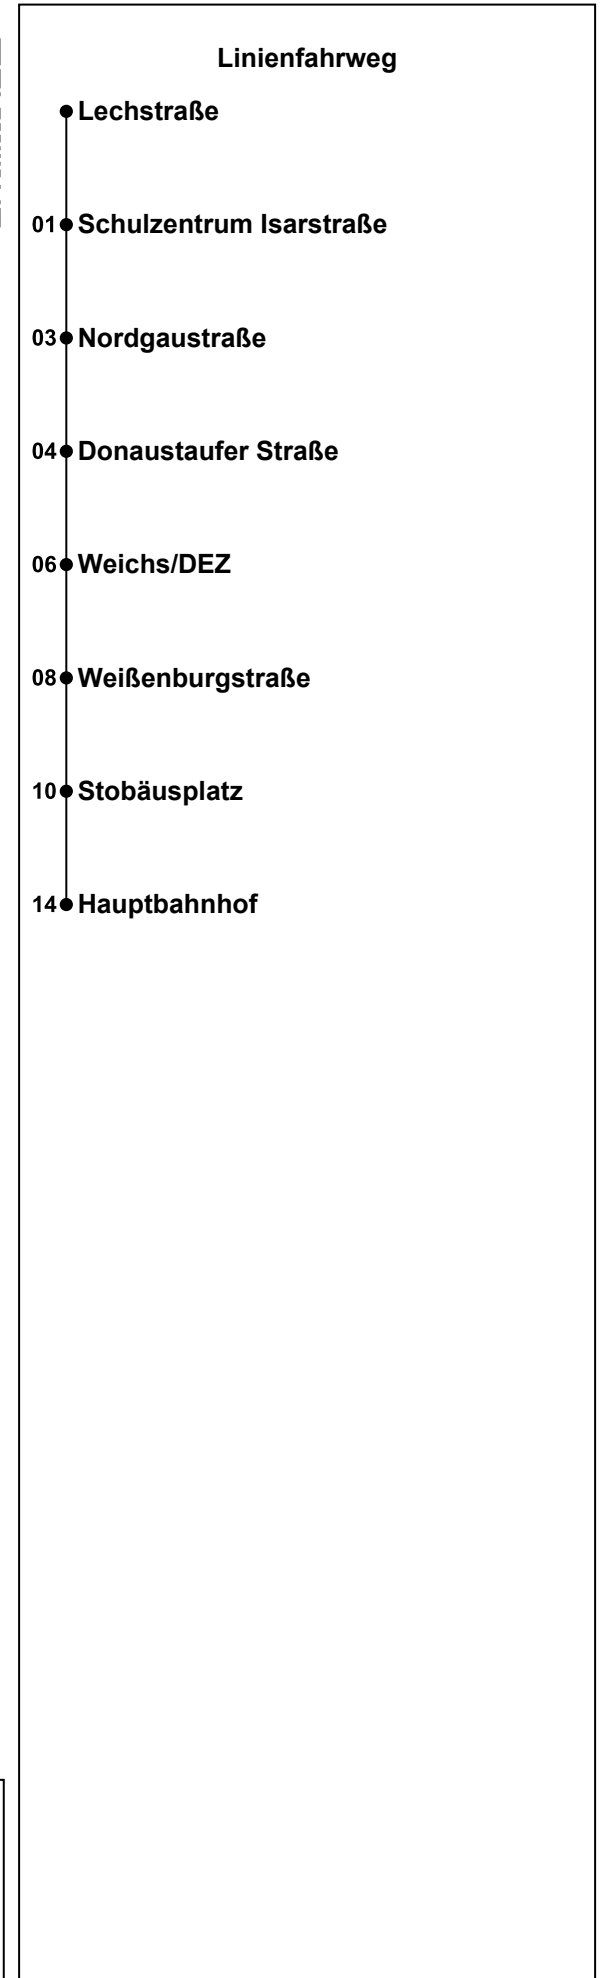 Linienfahrweg
Lechstraße
01 Schulzentrum Isarstraße
03 Nordgaustraße
04 Donaustaufer Straße
06 Weichs/DEZ
08 Weißenburgstraße
10 Stobäusplatz
14 Hauptbahnhof